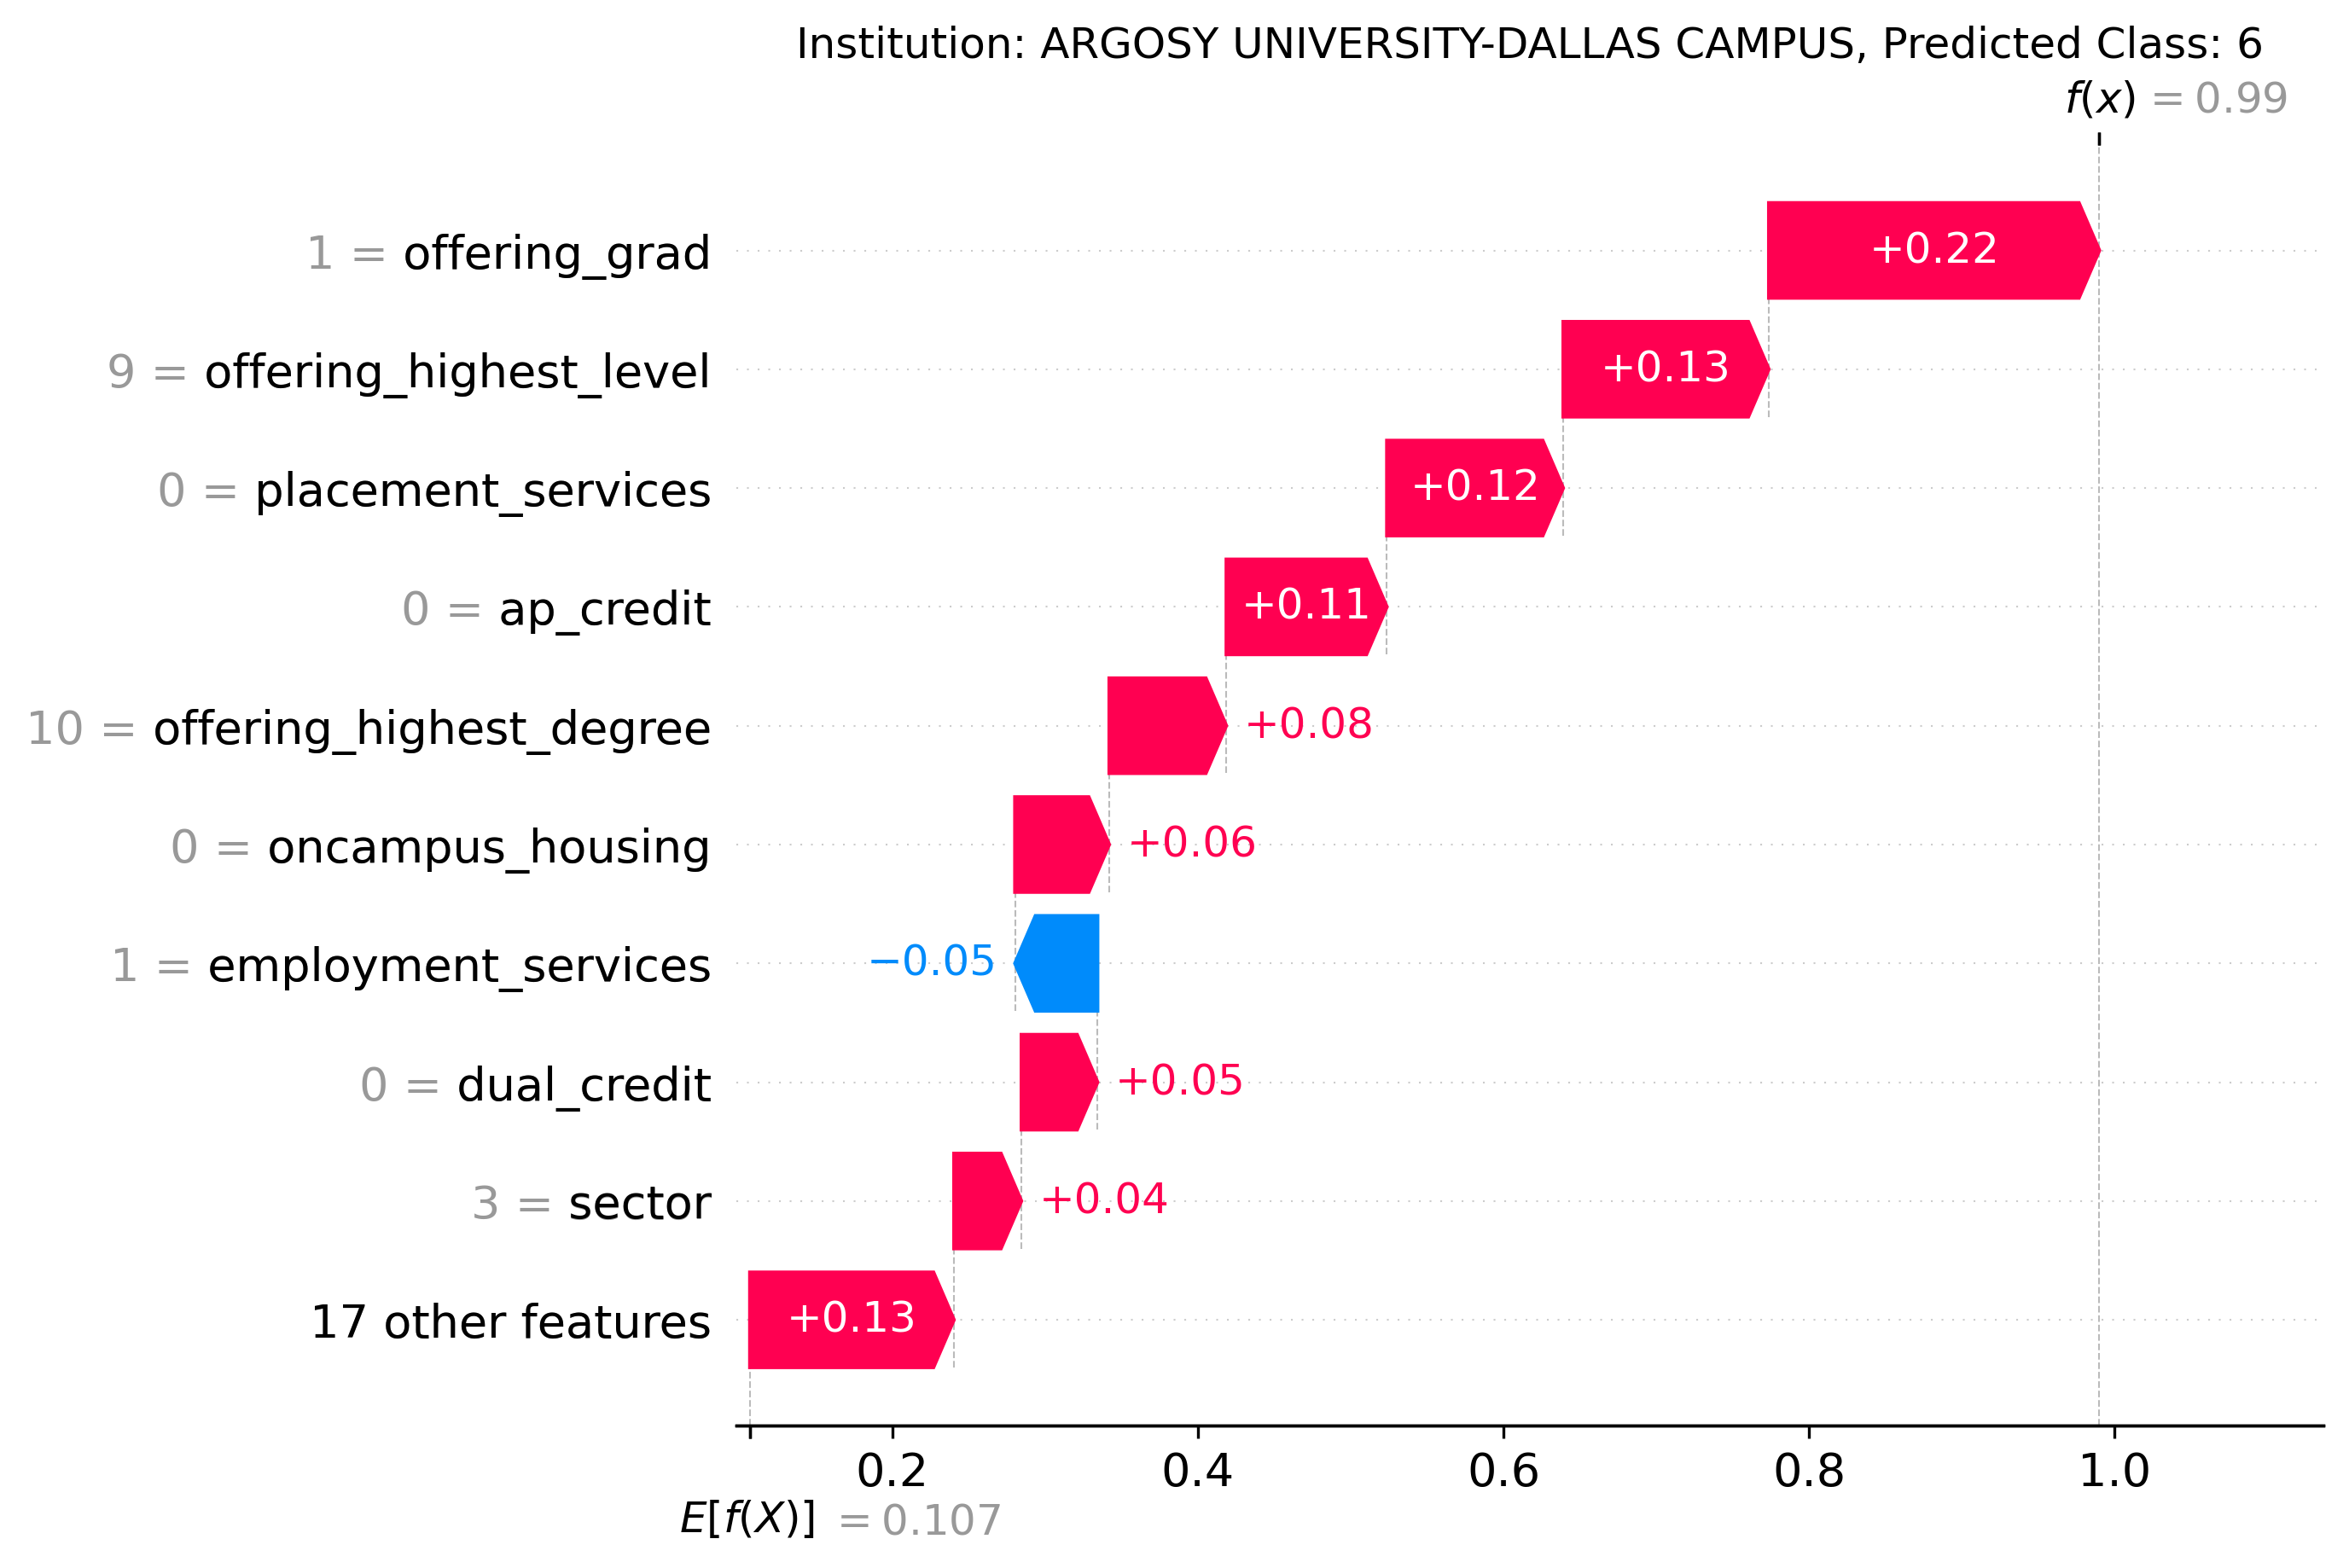 Institution: ARGOSY UNIVERSITY-DALLAS CAMPUS, Predicted Class: 6
f(x) = 0.99
1 = offering_grad +0.22
9 = offering_highest_level +0.13
0 = placement_services +0.12
0 = ap_credit +0.11
10 = offering_highest_degree +0.08
0 = oncampus_housing +0.06
1 = employment_services −0.05
0 = dual_credit +0.05
3 = sector +0.04
17 other features +0.13
0.2 0.4 0.6 0.8 1.0
E[f(X)] = 0.107